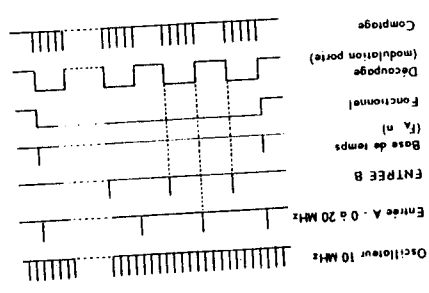 Oscillateur 10 MHz
Entrée A - 0 à 20 MHz
ENTREE B
Base de temps
(FA n)
Fonctionnel
Découpage
(modulation porte)
Comptage